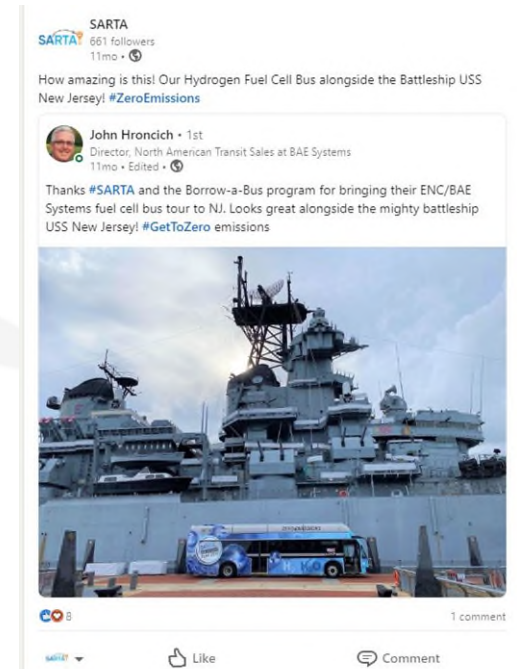 SARTA
SARTA
661 followers
11mo •
How amazing is this! Our Hydrogen Fuel Cell Bus alongside the Battleship USS
New Jersey! #ZeroEmissions
John Hroncich • 1st
Director, North American Transit Sales at BAE Systems
11mo • Edited •
Thanks #SARTA and the Borrow-a-Bus program for bringing their ENC/BAE
Systems fuel cell bus tour to NJ. Looks great alongside the mighty battleship
USS New Jersey! #GetToZero emissions
8
1 comment
SARTA
Like
Comment